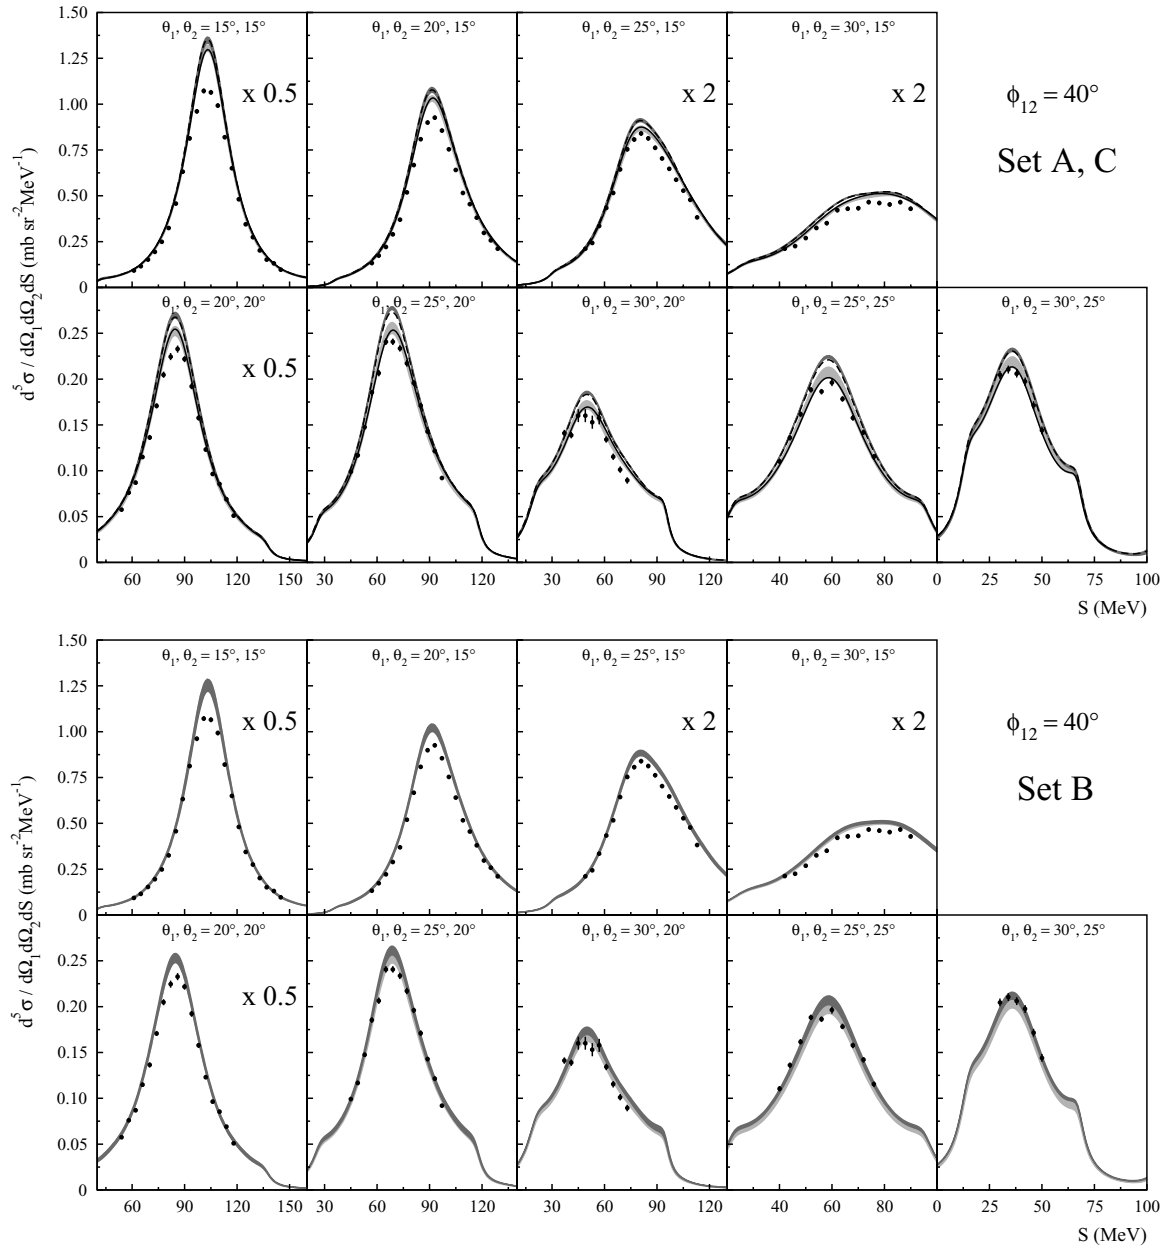 1.50
1.25
1.00
0.75
0.50
0.25
0
θ₁, θ₂ = 15°, 15°
x 0.5
θ₁, θ₂ = 20°, 15°
θ₁, θ₂ = 25°, 15°
x 2
θ₁, θ₂ = 30°, 15°
x 2
ϕ₁₂ = 40°
Set A, C
d⁵σ / dΩ₁dΩ₂dS (mb sr⁻²MeV⁻¹)
0.25
0.20
0.15
0.10
0.05
0
θ₁, θ₂ = 20°, 20°
x 0.5
θ₁, θ₂ = 25°, 20°
θ₁, θ₂ = 30°, 20°
θ₁, θ₂ = 25°, 25°
θ₁, θ₂ = 30°, 25°
60 90 120 150 30 60 90 120 30 60 90 120 20 40 60 80 0 25 50 75 100
S (MeV)
1.50
1.25
1.00
0.75
0.50
0.25
0
θ₁, θ₂ = 15°, 15°
x 0.5
θ₁, θ₂ = 20°, 15°
θ₁, θ₂ = 25°, 15°
x 2
θ₁, θ₂ = 30°, 15°
x 2
ϕ₁₂ = 40°
Set B
d⁵σ / dΩ₁dΩ₂dS (mb sr⁻²MeV⁻¹)
0.25
0.20
0.15
0.10
0.05
0
θ₁, θ₂ = 20°, 20°
x 0.5
θ₁, θ₂ = 25°, 20°
θ₁, θ₂ = 30°, 20°
θ₁, θ₂ = 25°, 25°
θ₁, θ₂ = 30°, 25°
60 90 120 150 30 60 90 120 30 60 90 120 20 40 60 80 0 25 50 75 100
S (MeV)